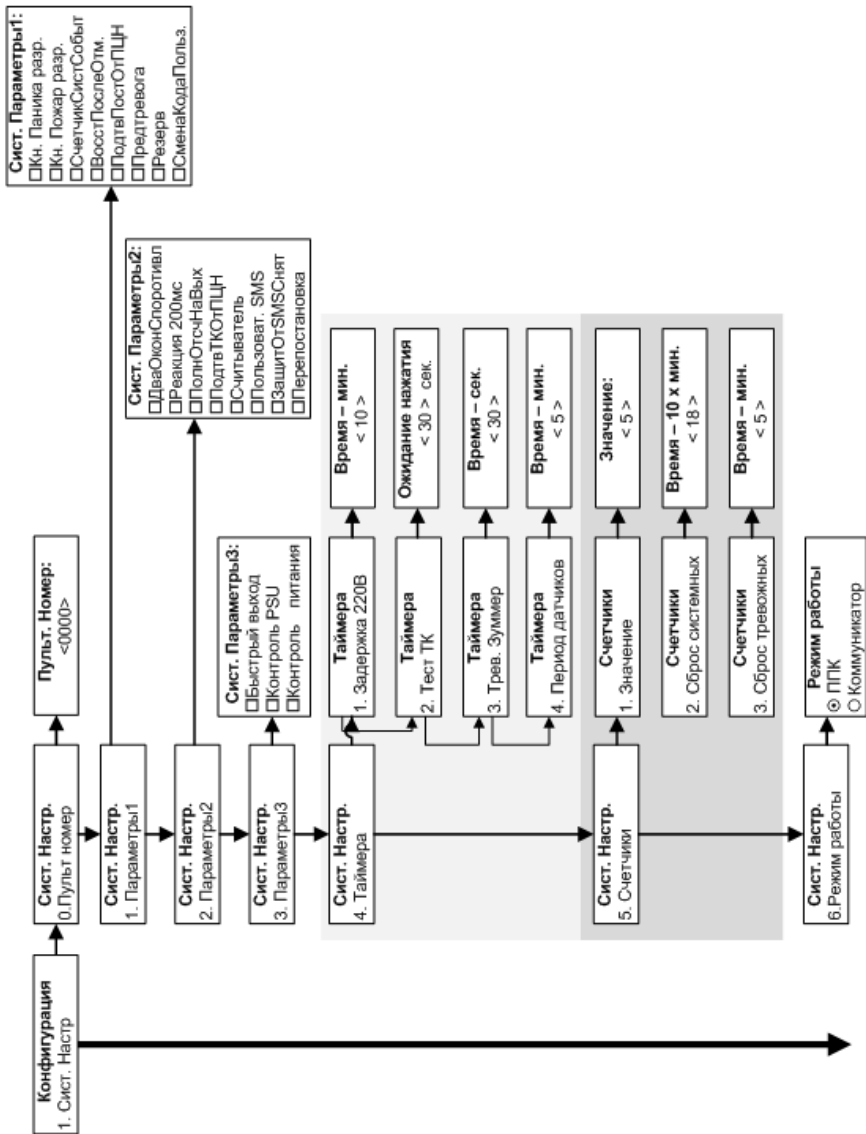 Конфигурация
1. Сист. Настр
Сист. Настр.
0.Пульт номер
Пульт. Номер:
<0000>
Сист. Настр.
1. Параметры1
Сист. Параметры1:
☐Кн. Паника разр.
☐Кн. Пожар разр.
☐СчетчикСистСобыт
☐ВосстПослеОтм.
☐ПодтвПостОтПЦН
☐Предтревога
☐Резерв
☐СменаКодаПольз.
Сист. Настр.
2. Параметры2
Сист. Параметры2:
☐ДваОконСпоротивл
☐Реакция 200мс
☐ПолнОтсчНаВых
☐ПодтвТКОтПЦН
☐Считыватель
☐Пользоват. SMS
☐ЗащитОтSMSСнят
☐Перепостановка
Сист. Настр.
3. Параметры3
Сист. Параметры3:
☐Быстрый выход
☐Контроль PSU
☐Контроль питания
Сист. Настр.
4. Таймера
Таймера
1. Задержка 220В
Время – мин.
< 10 >
Таймера
2. Тест ТК
Ожидание нажатия
< 30 > сек.
Таймера
3. Трев. Зуммер
Время – сек.
< 30 >
Таймера
4. Период датчиков
Время – мин.
< 5 >
Сист. Настр.
5. Счетчики
Счетчики
1. Значение
Значение:
< 5 >
Счетчики
2. Сброс системных
Время – 10 х мин.
< 18 >
Счетчики
3. Сброс тревожных
Время – мин.
< 5 >
Сист. Настр.
6.Режим работы
Режим работы
⊙ ППК
○ Коммуникатор